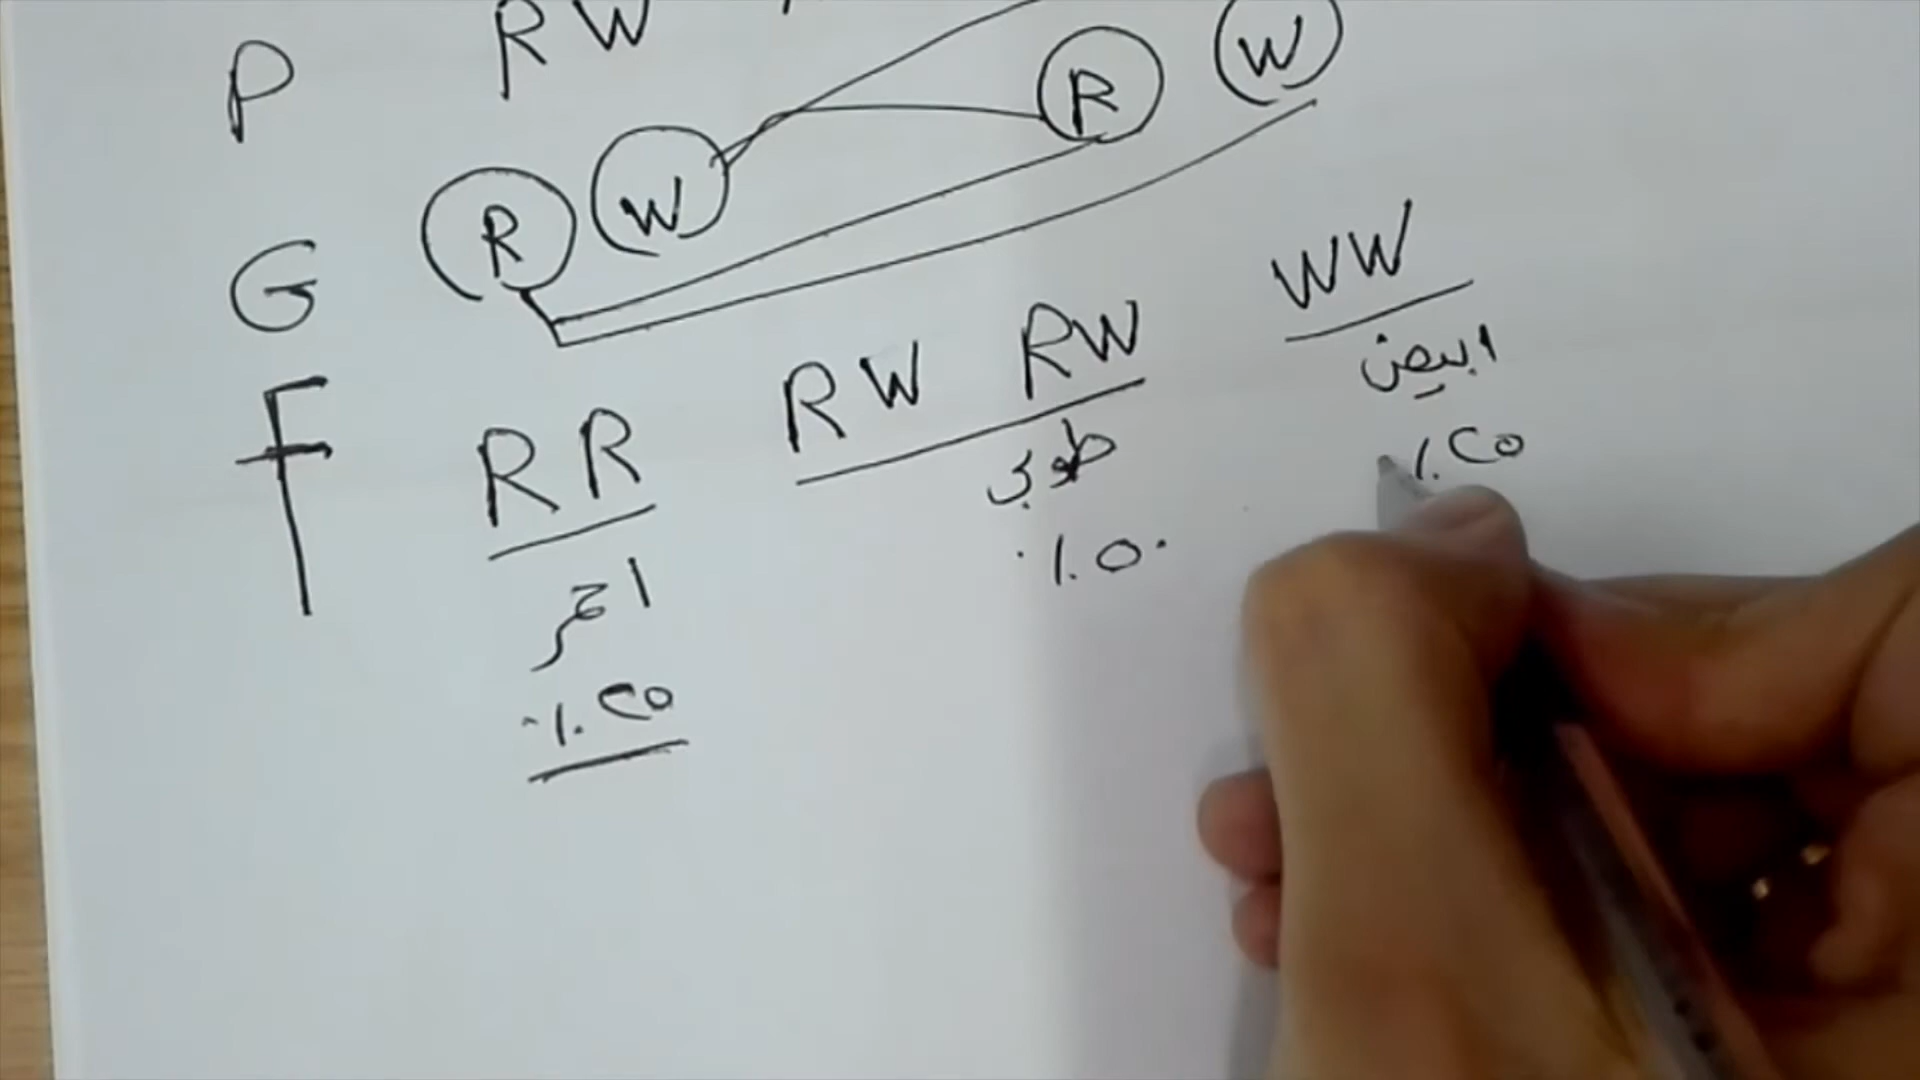 P RW
R W R W
G
F RR RW RW WW
احمر طوبي ابيض
٪٢٥ ٪٥٠ ٪٢٥